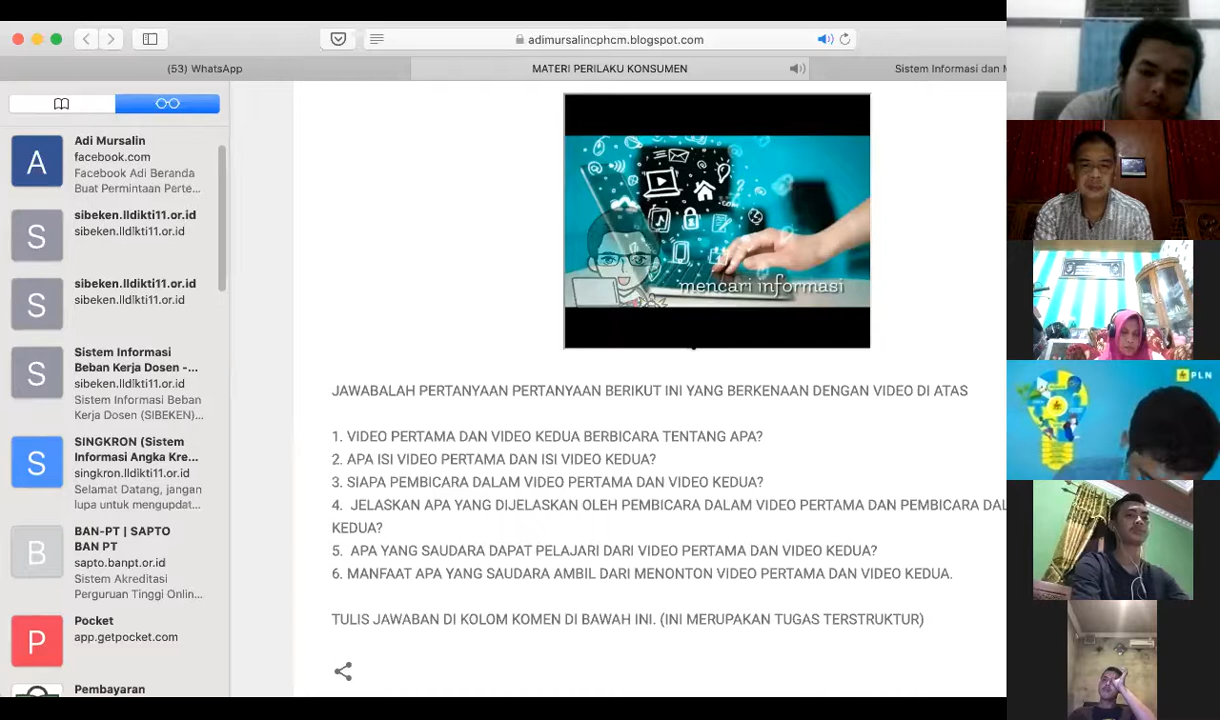 adimursalincphcm.blogspot.com
(53) WhatsApp
MATERI PERILAKU KONSUMEN
Sistem Informasi dan
Adi Mursalin
facebook.com
Facebook Adi Beranda
Buat Permintaan Perte...
sibeken.lldikti11.or.id
sibeken.lldikti11.or.id
sibeken.lldikti11.or.id
sibeken.lldikti11.or.id
Sistem Informasi
Beban Kerja Dosen -...
sibeken.lldikti11.or.id
Sistem Informasi Beban
Kerja Dosen (SIBEKEN)...
SINGKRON (Sistem
Informasi Angka Kre...
singkron.lldikti11.or.id
Selamat Datang, jangan
lupa untuk mengupdat...
BAN-PT | SAPTO
BAN PT
sapto.banpt.or.id
Sistem Akreditasi
Perguruan Tinggi Onlin...
Pocket
app.getpocket.com
Pembayaran
A
S
S
S
S
B
P
mencari informasi
JAWABALAH PERTANYAAN PERTANYAAN BERIKUT INI YANG BERKENAAN DENGAN VIDEO DI ATAS
1. VIDEO PERTAMA DAN VIDEO KEDUA BERBICARA TENTANG APA?
2. APA ISI VIDEO PERTAMA DAN ISI VIDEO KEDUA?
3. SIAPA PEMBICARA DALAM VIDEO PERTAMA DAN VIDEO KEDUA?
4. JELASKAN APA YANG DIJELASKAN OLEH PEMBICARA DALAM VIDEO PERTAMA DAN PEMBICARA DAL
KEDUA?
5. APA YANG SAUDARA DAPAT PELAJARI DARI VIDEO PERTAMA DAN VIDEO KEDUA?
6. MANFAAT APA YANG SAUDARA AMBIL DARI MENONTON VIDEO PERTAMA DAN VIDEO KEDUA.
TULIS JAWABAN DI KOLOM KOMEN DI BAWAH INI. (INI MERUPAKAN TUGAS TERSTRUKTUR)
PLN